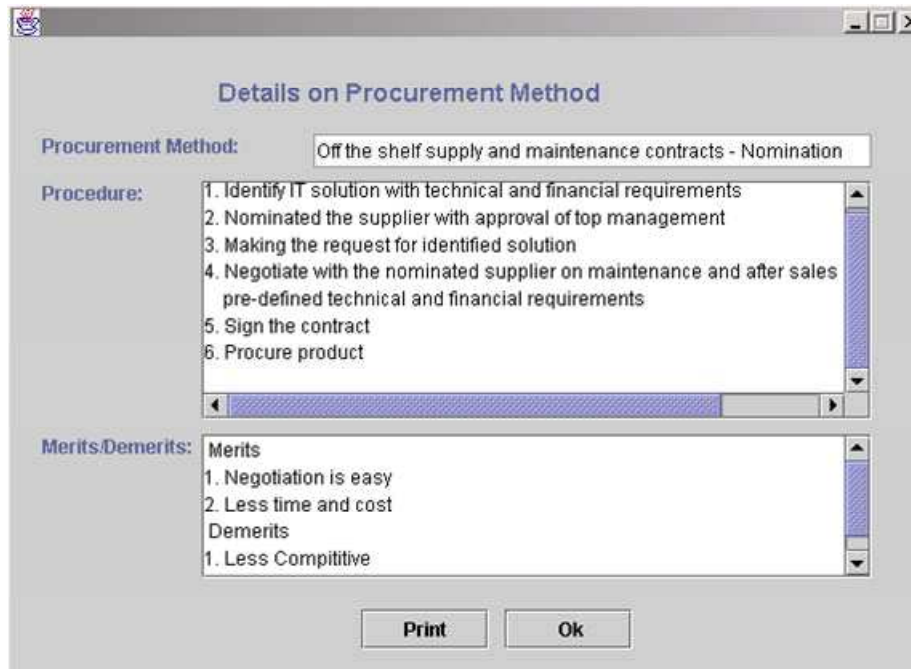 Details on Procurement Method
Procurement Method: Off the shelf supply and maintenance contracts - Nomination
Procedure:
1. Identify IT solution with technical and financial requirements
2. Nominated the supplier with approval of top management
3. Making the request for identified solution
4. Negotiate with the nominated supplier on maintenance and after sales
pre-defined technical and financial requirements
5. Sign the contract
6. Procure product
Merits/Demerits:
Merits
1. Negotiation is easy
2. Less time and cost
Demerits
1. Less Compititive
Print Ok